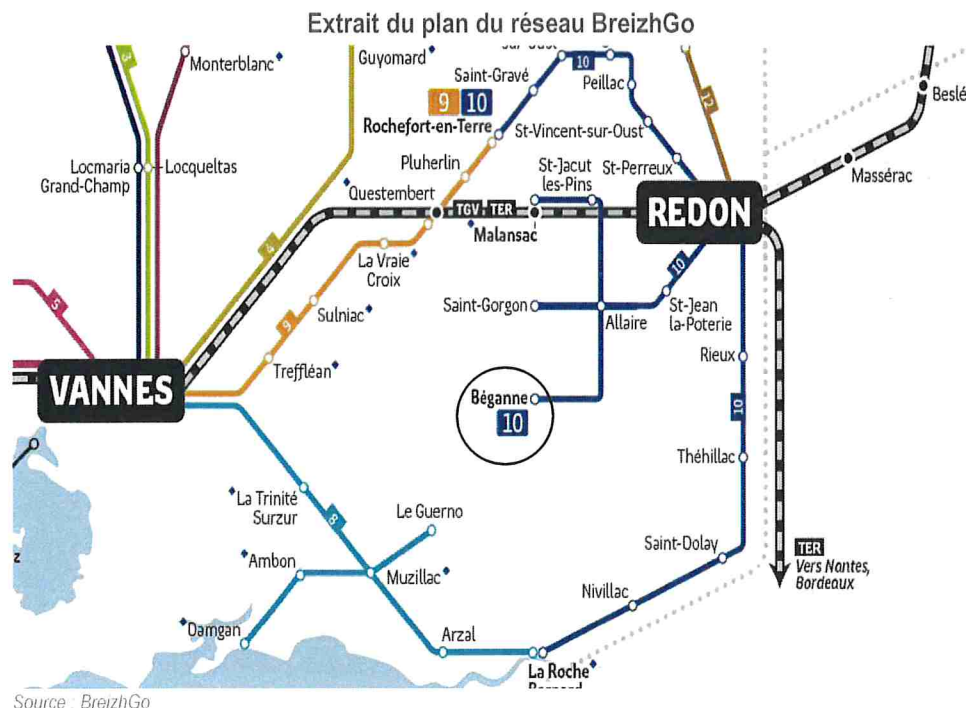 Extrait du plan du réseau BreizhGo
3
Monterblanc
Guyomard
Saint-Gravé
10
Peillac
12
Beslé
9 10
Rochefort-en-Terre
St-Vincent-sur-Oust
Pluherlin
St-Jacut
les-Pins
St-Perreux
Locmaria
Grand-Champ
Locqueltas
Massérac
Questembert
TGV TER
Malansac
REDON
4
La Vraie
Croix
10
5
Saint-Gorgon
Allaire
St-Jean
la-Poterie
Sulniac
9
Rieux
Treffléan
VANNES
Béganne
10
10
Théhillac
La Trinité
Surzur
8
Le Guerno
Saint-Dolay
TER
Vers Nantes,
Bordeaux
Ambon
Muzillac
Nivillac
Damgan
Arzal
La Roche
Source : BreizhGo